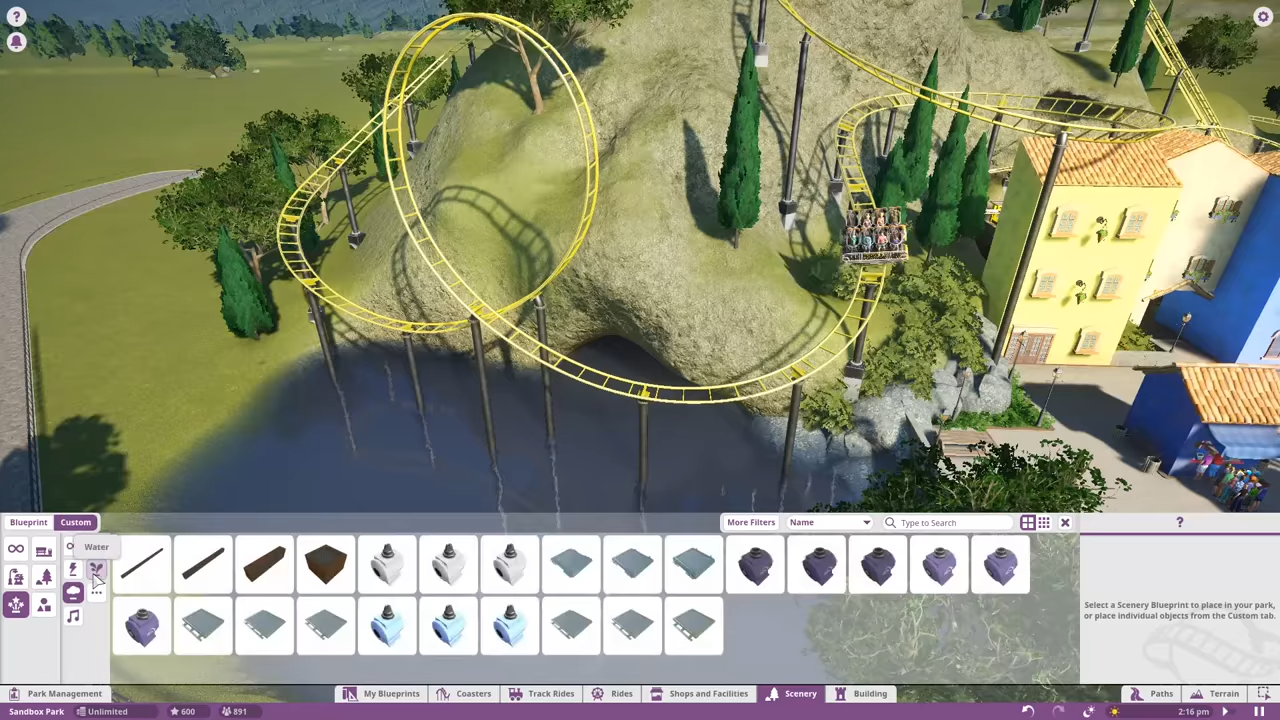 Blueprint
Custom
More Filters
Name
Type to Search
?
Water
Select a Scenery Blueprint to place in your park,
or place individual objects from the Custom tab.
Park Management
My Blueprints
Coasters
Track Rides
Rides
Shops and Facilities
Scenery
Building
Paths
Terrain
Sandbox Park
Unlimited
600
891
2:16 pm